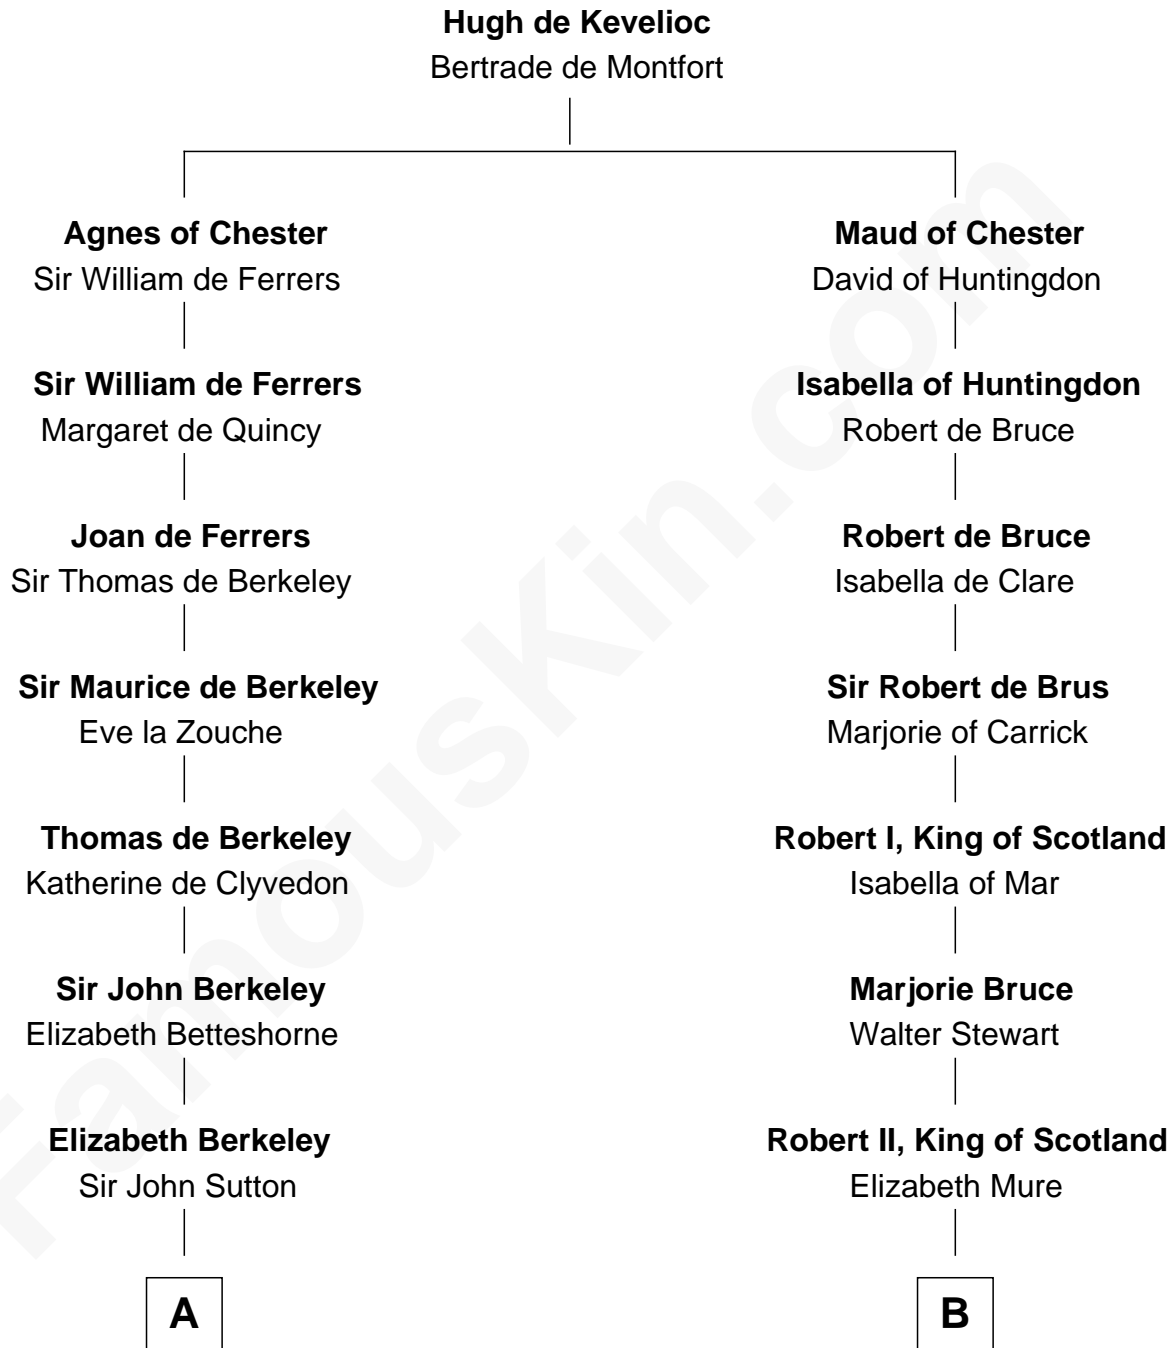 Hugh de Kevelioc
Bertrade de Montfort
Agnes of Chester
Sir William de Ferrers
Maud of Chester
David of Huntingdon
Sir William de Ferrers
Margaret de Quincy
Isabella of Huntingdon
Robert de Bruce
Joan de Ferrers
Sir Thomas de Berkeley
Robert de Bruce
Isabella de Clare
Sir Maurice de Berkeley
Eve la Zouche
Sir Robert de Brus
Marjorie of Carrick
Thomas de Berkeley
Katherine de Clyvedon
Robert I, King of Scotland
Isabella of Mar
Sir John Berkeley
Elizabeth Betteshorne
Marjorie Bruce
Walter Stewart
Elizabeth Berkeley
Sir John Sutton
Robert II, King of Scotland
Elizabeth Mure
A
B
FamousKin.com